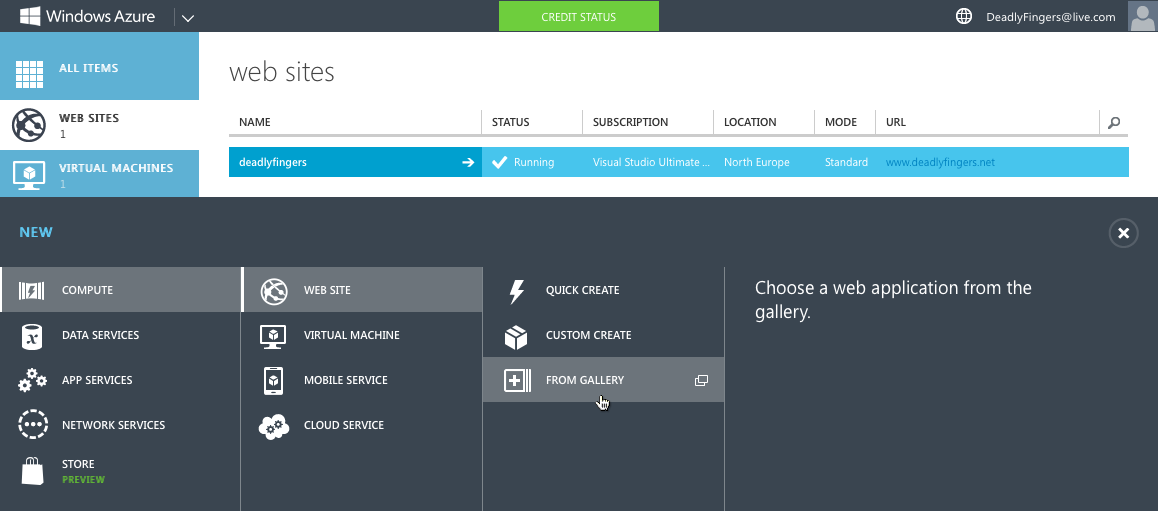 Windows Azure
CREDIT STATUS
DeadlyFingers@live.com
ALL ITEMS
WEB SITES
1
VIRTUAL MACHINES
1
web sites
NAME STATUS SUBSCRIPTION LOCATION MODE URL
deadlyfingers Running Visual Studio Ultimate ... North Europe Standard www.deadlyfingers.net
NEW
COMPUTE
DATA SERVICES
APP SERVICES
NETWORK SERVICES
STORE
PREVIEW
WEB SITE
VIRTUAL MACHINE
MOBILE SERVICE
CLOUD SERVICE
QUICK CREATE
CUSTOM CREATE
FROM GALLERY
Choose a web application from the
gallery.